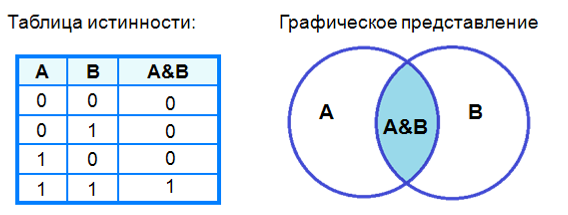 Таблица истинности:
A B A&B
0 0 0
0 1 0
1 0 0
1 1 1
Графическое представление
A A&B B